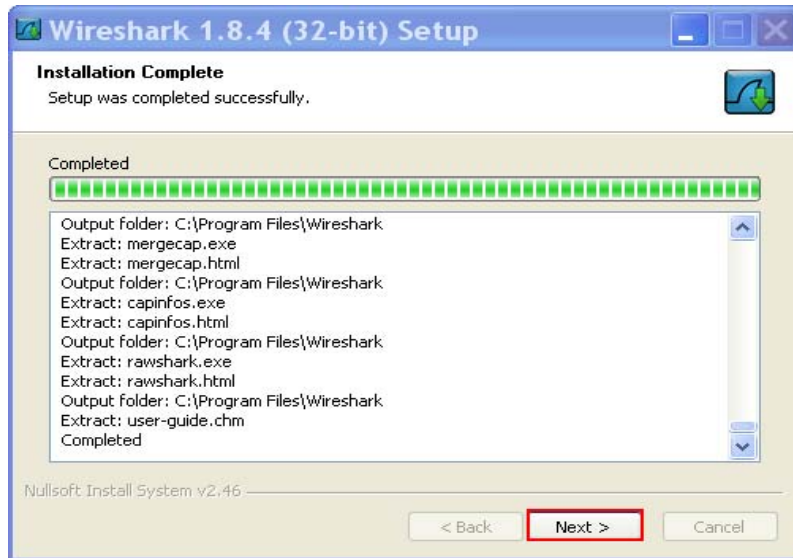 Wireshark 1.8.4 (32-bit) Setup
Installation Complete
Setup was completed successfully.
Completed
Output folder: C:\Program Files\Wireshark
Extract: mergecap.exe
Extract: mergecap.html
Output folder: C:\Program Files\Wireshark
Extract: capinfos.exe
Extract: capinfos.html
Output folder: C:\Program Files\Wireshark
Extract: rawshark.exe
Extract: rawshark.html
Output folder: C:\Program Files\Wireshark
Extract: user-guide.chm
Completed
Nullsoft Install System v2.46
< Back Next > Cancel